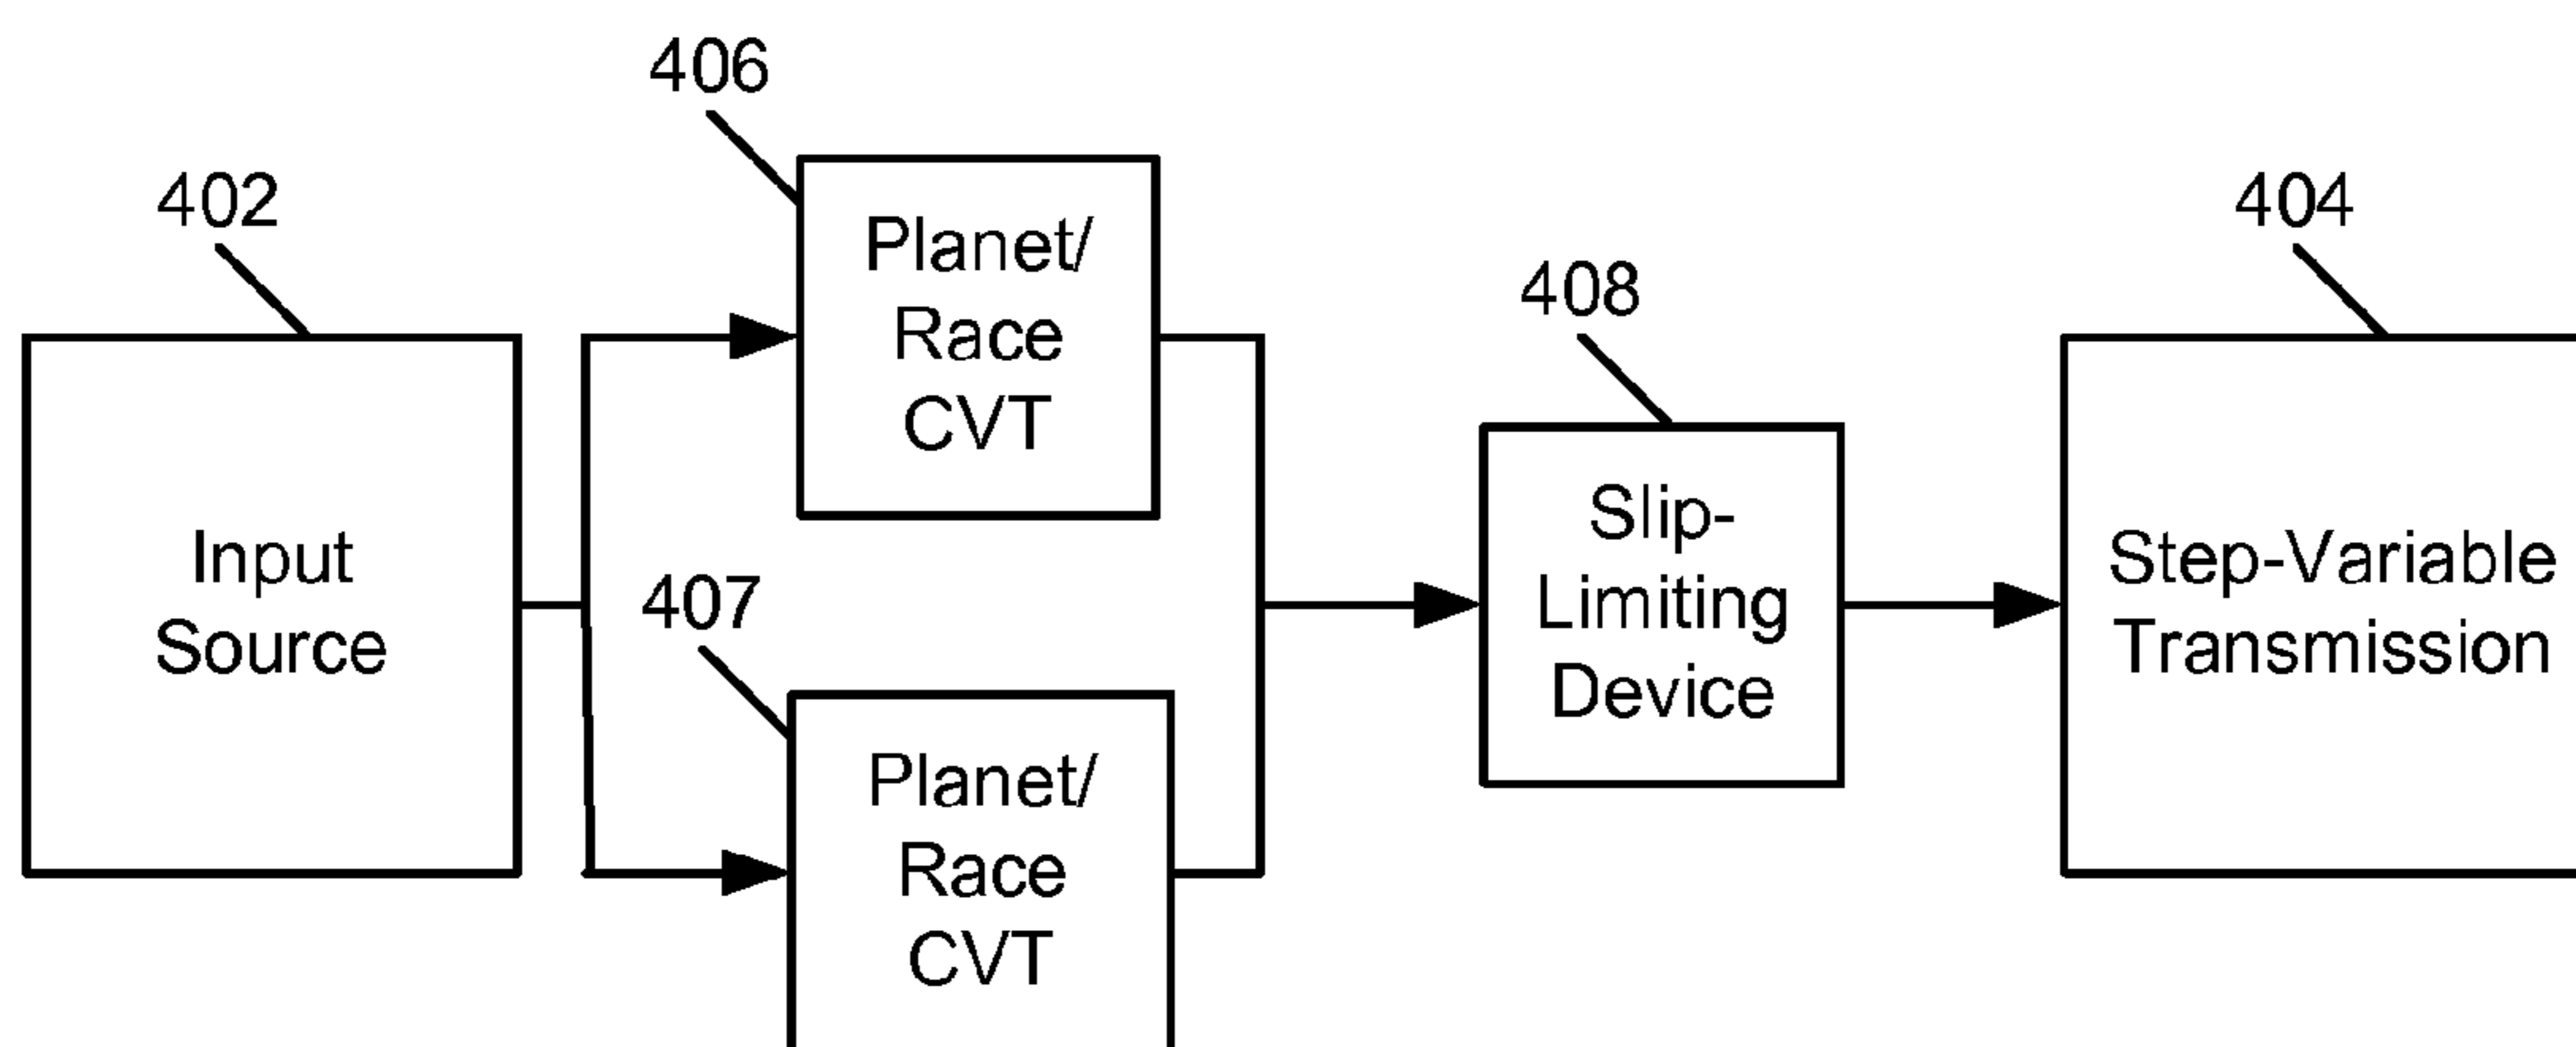 406
402
404
Planet/
Race
CVT
408
Input
Source
407
Slip-
Limiting
Device
Step-Variable
Transmission
Planet/
Race
CVT